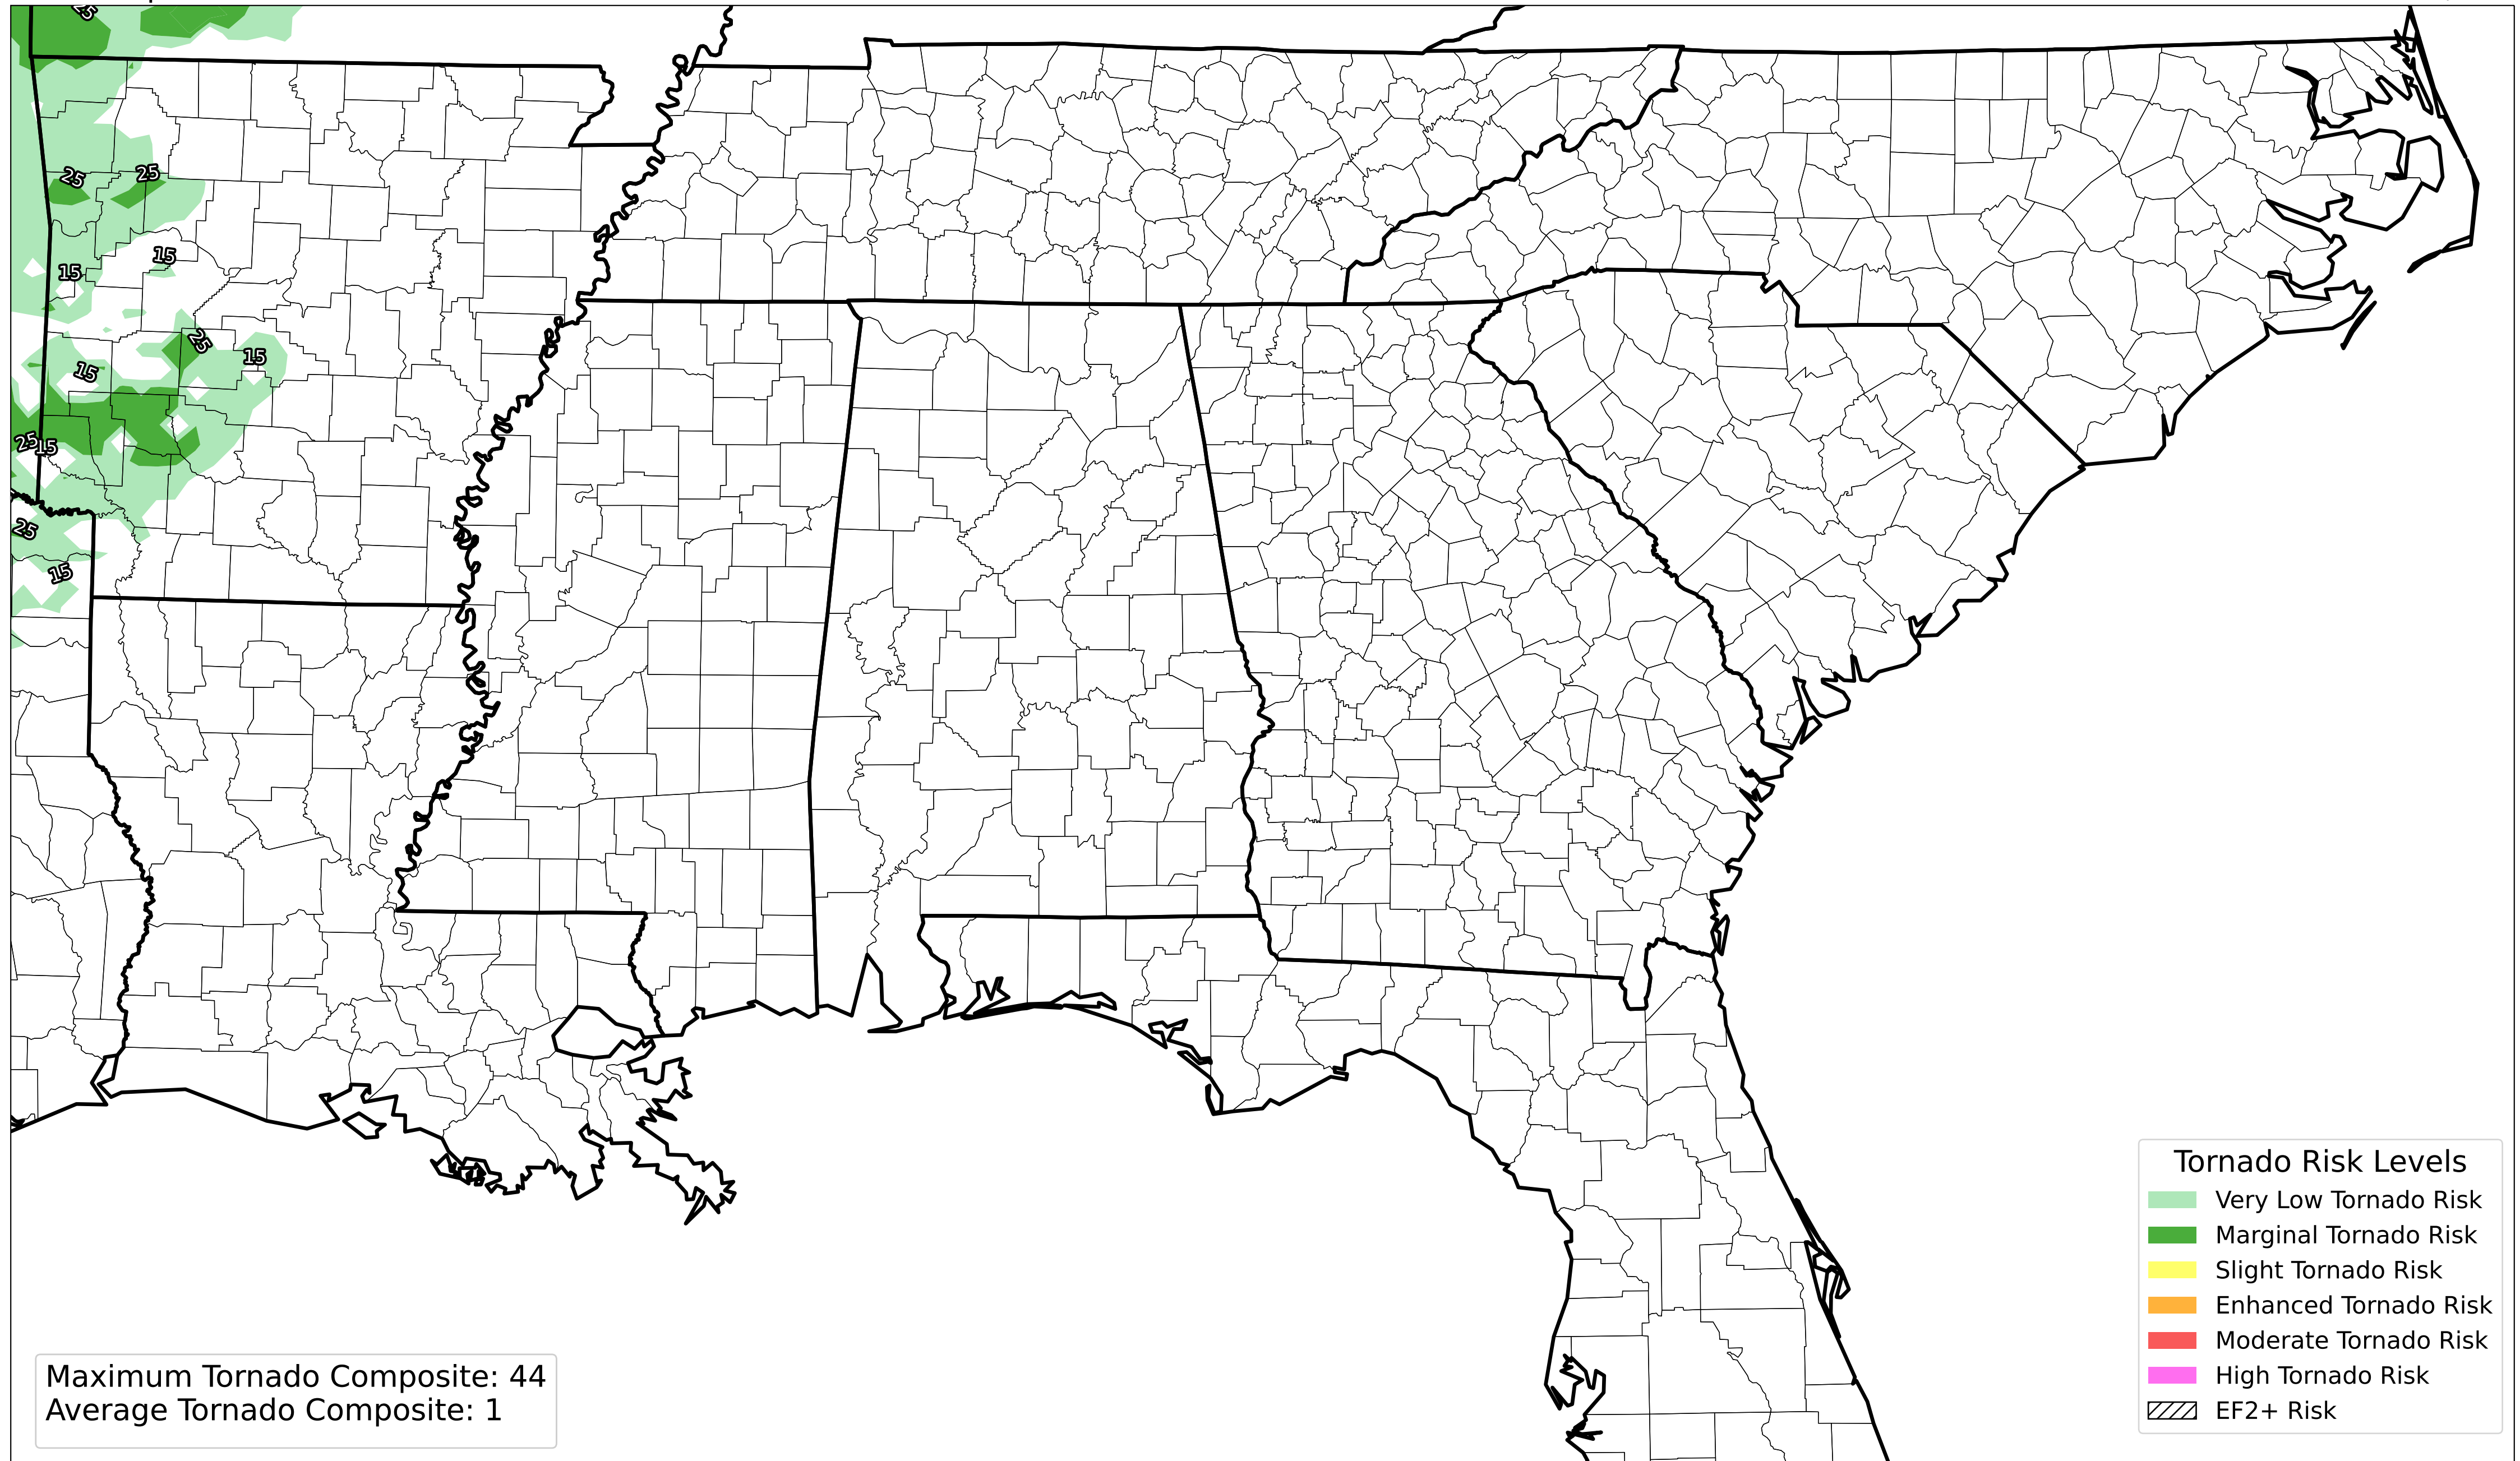 25
25
25
15
15
25
15
15
25
15
25
15
Tornado Risk Levels
Very Low Tornado Risk
Marginal Tornado Risk
Slight Tornado Risk
Enhanced Tornado Risk
Moderate Tornado Risk
High Tornado Risk
EF2+ Risk
Maximum Tornado Composite: 44
Average Tornado Composite: 1